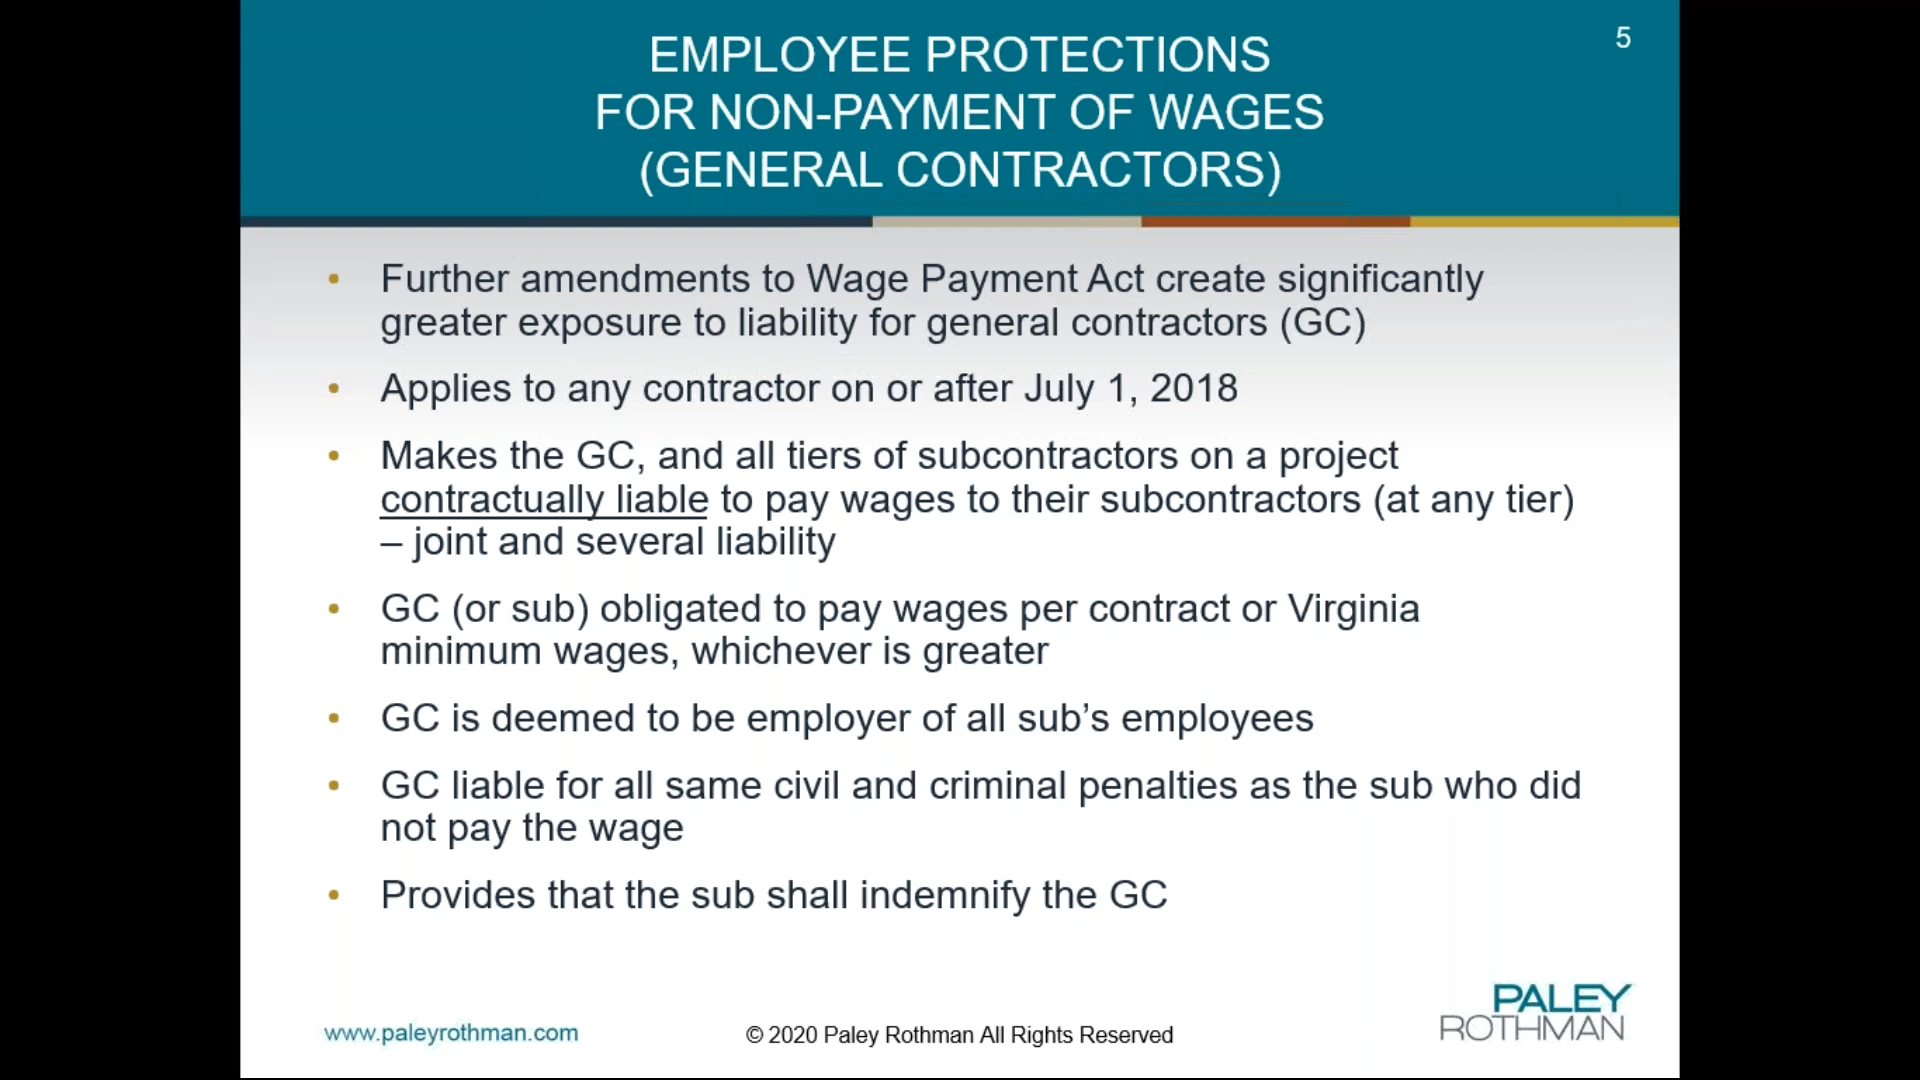 EMPLOYEE PROTECTIONS
FOR NON-PAYMENT OF WAGES
(GENERAL CONTRACTORS)
5
• Further amendments to Wage Payment Act create significantly
greater exposure to liability for general contractors (GC)
• Applies to any contractor on or after July 1, 2018
• Makes the GC, and all tiers of subcontractors on a project
contractually liable to pay wages to their subcontractors (at any tier)
– joint and several liability
• GC (or sub) obligated to pay wages per contract or Virginia
minimum wages, whichever is greater
• GC is deemed to be employer of all sub’s employees
• GC liable for all same civil and criminal penalties as the sub who did
not pay the wage
• Provides that the sub shall indemnify the GC
www.paleyrothman.com
© 2020 Paley Rothman All Rights Reserved
PALEY
ROTHMAN